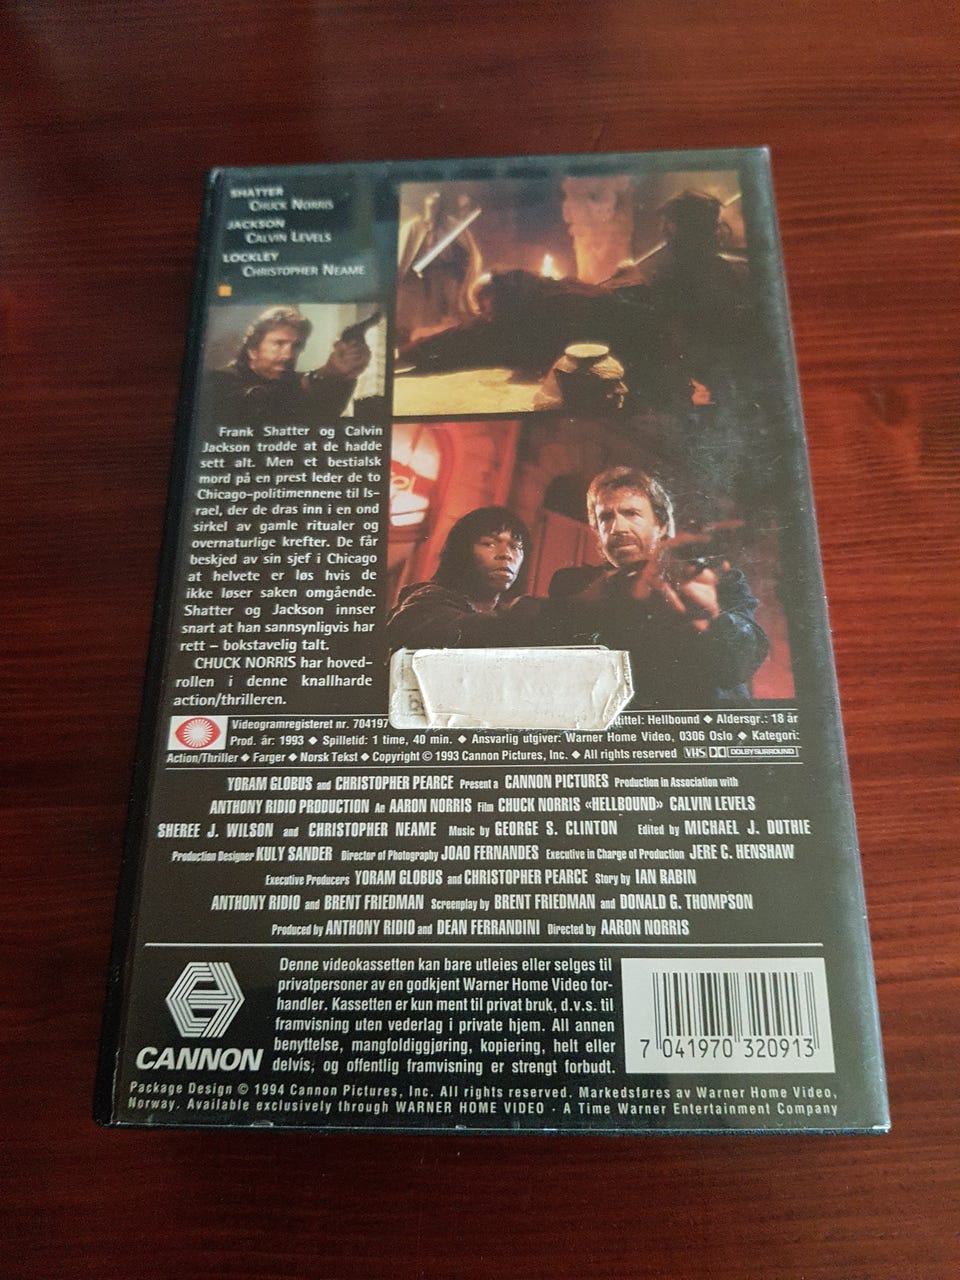 SHATTER
CHUCK NORRIS
JACKSON
CALVIN LEVELS
LOCKLEY
CHRISTOPHER NEAME
Frank Shatter og Calvin
Jackson trodde at de hadde
sett alt. Men et bestialsk
mord på en prest leder de to
Chicago-politimennene til Is-
rael, der de dras inn i en ond
sirkel av gamle ritualer og
overnaturlige krefter. De får
beskjed av sin sjef i Chicago
at helvete er løs hvis de
ikke løser saken omgående.
Shatter og Jackson innser
snart at han sannsynligvis har
rett – bokstavelig talt.
CHUCK NORRIS har hoved-
rollen i denne knallharde
action/thrilleren.
Videogramregisteret nr. 704197 Hellbound ◆ Aldersgr.: 18 år
Prod. år: 1993 ◆ Spilletid: 1 time, 40 min. ◆ Ansvarlig utgiver: Warner Home Video, 0306 Oslo ◆ Kategori:
Action/Thriller ◆ Farger ◆ Norsk Tekst ◆ Copyright © 1993 Cannon Pictures, Inc. ◆ All rights reserved VHS DOLBY SURROUND
YORAM GLOBUS and CHRISTOPHER PEARCE Present a CANNON PICTURES Production in Association with
ANTHONY RIDIO PRODUCTION An AARON NORRIS Film CHUCK NORRIS «HELLBOUND» CALVIN LEVELS
SHEREE J. WILSON and CHRISTOPHER NEAME Music by GEORGE S. CLINTON Edited by MICHAEL J. DUTHIE
Production Designer KULY SANDER Director of Photography JOAO FERNANDES Executive in Charge of Production JERE C. HENSHAW
Executive Producers YORAM GLOBUS and CHRISTOPHER PEARCE Story by IAN RABIN
ANTHONY RIDIO and BRENT FRIEDMAN Screenplay by BRENT FRIEDMAN and DONALD G. THOMPSON
Produced by ANTHONY RIDIO and DEAN FERRANDINI Directed by AARON NORRIS
CANNON
Denne videokassetten kan bare utleies eller selges til
privatpersoner av en godkjent Warner Home Video for-
handler. Kassetten er kun ment til privat bruk, d.v.s. til
framvisning uten vederlag i private hjem. All annen
benyttelse, mangfoldiggjøring, kopiering, helt eller
delvis, og offentlig framvisning er strengt forbudt.
7 041970 320913
Package Design © 1994 Cannon Pictures, Inc. All rights reserved. Markedsføres av Warner Home Video,
Norway. Available exclusively through WARNER HOME VIDEO · A Time Warner Entertainment Company